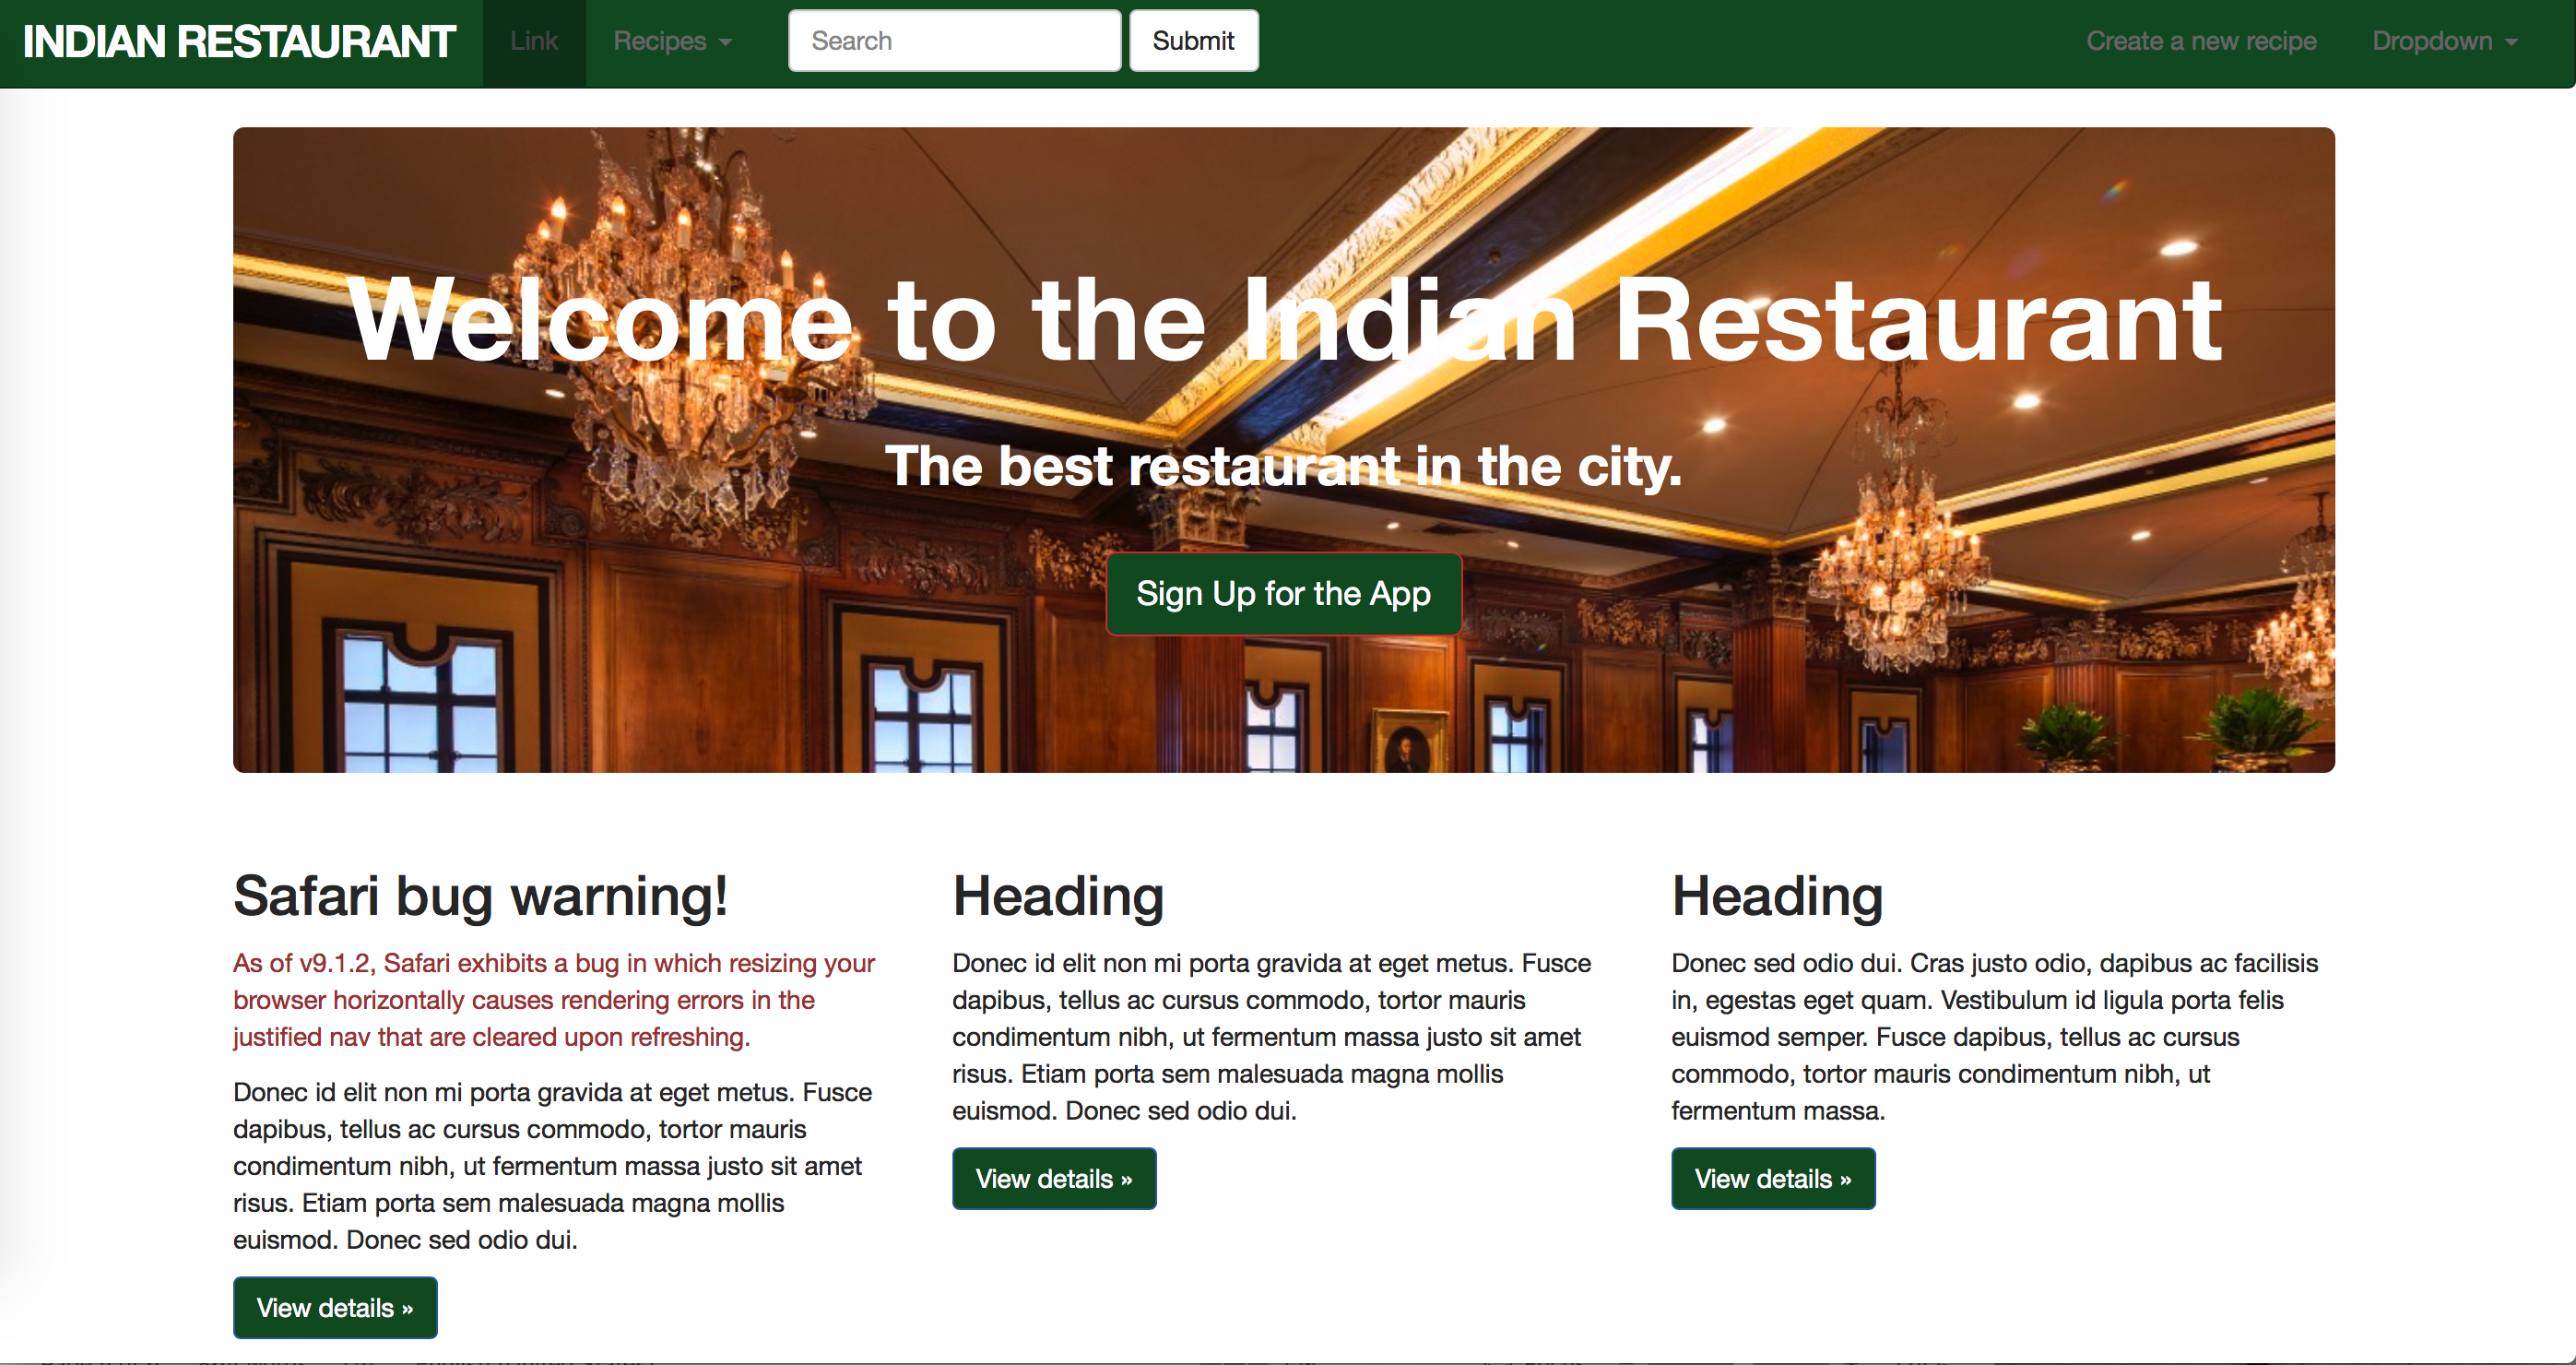 INDIAN RESTAURANT Link Recipes Search Submit Create a new recipe Dropdown
Welcome to the Indian Restaurant
The best restaurant in the city.
Sign Up for the App
Safari bug warning!
As of v9.1.2, Safari exhibits a bug in which resizing your
browser horizontally causes rendering errors in the
justified nav that are cleared upon refreshing.
Donec id elit non mi porta gravida at eget metus. Fusce
dapibus, tellus ac cursus commodo, tortor mauris
condimentum nibh, ut fermentum massa justo sit amet
risus. Etiam porta sem malesuada magna mollis
euismod. Donec sed odio dui.
View details »
Heading
Donec id elit non mi porta gravida at eget metus. Fusce
dapibus, tellus ac cursus commodo, tortor mauris
condimentum nibh, ut fermentum massa justo sit amet
risus. Etiam porta sem malesuada magna mollis
euismod. Donec sed odio dui.
View details »
Heading
Donec sed odio dui. Cras justo odio, dapibus ac facilisis
in, egestas eget quam. Vestibulum id ligula porta felis
euismod semper. Fusce dapibus, tellus ac cursus
commodo, tortor mauris condimentum nibh, ut
fermentum massa.
View details »